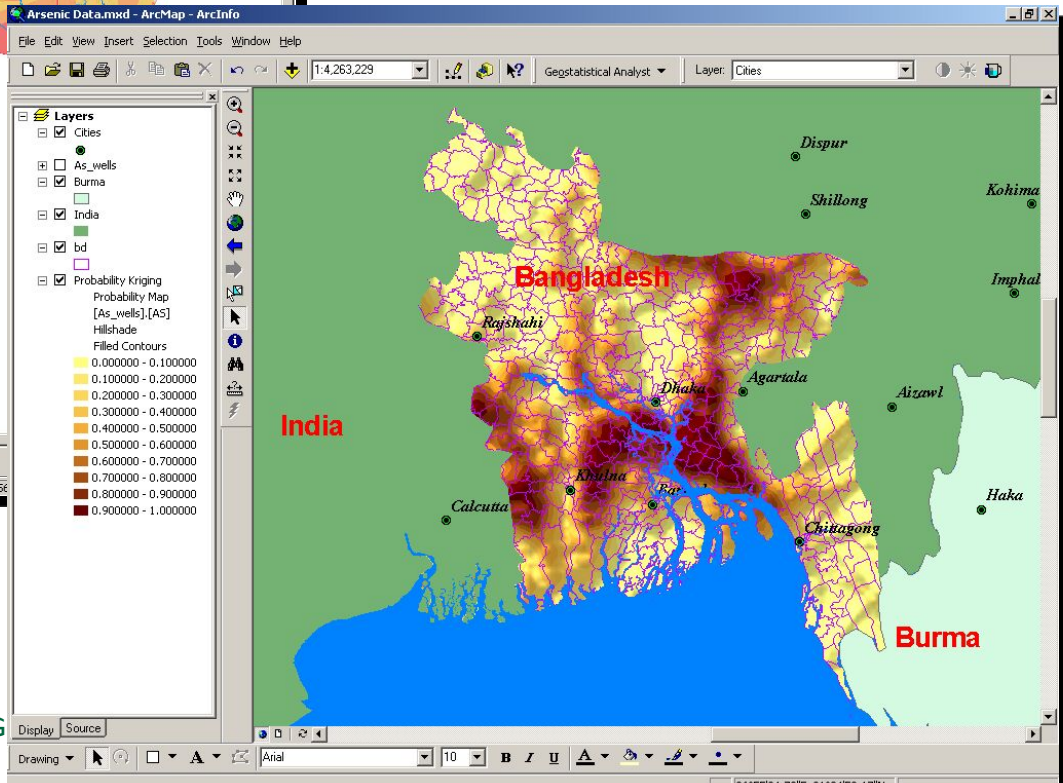 Arsenic Data.mxd - ArcMap - ArcInfo
File Edit View Insert Selection Tools Window Help
1:4,263,229 Geostatistical Analyst Layer: Cities
Layers
Cities
As_wells
Burma
India
bd
Probability Kriging
Probability Map
[As_wells].[AS]
Hillshade
Filled Contours
0.000000 - 0.100000
0.100000 - 0.200000
0.200000 - 0.300000
0.300000 - 0.400000
0.400000 - 0.500000
0.500000 - 0.600000
0.600000 - 0.700000
0.700000 - 0.800000
0.800000 - 0.900000
0.900000 - 1.000000
Dispur
Shillong
Kohima
Bangladesh
Imphal
Rajshahi
Dhaka
Agartala
Aizawl
India
Khulna
Calcutta
Haka
Chittagong
Burma
Display Source
Drawing A Arial 10 B I U A